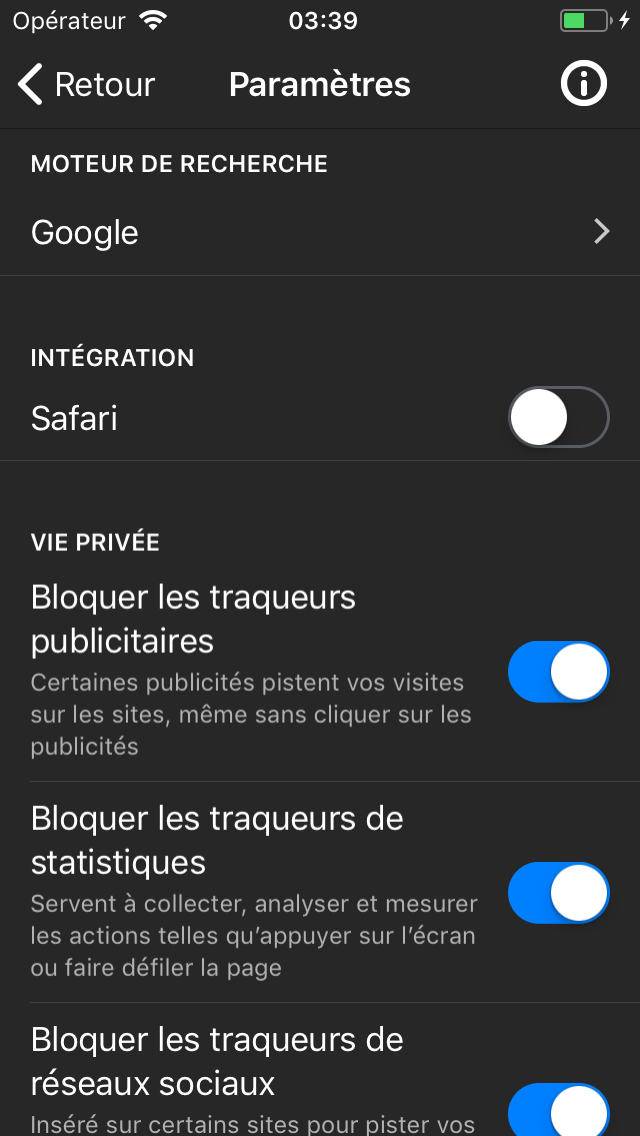 Opérateur 03:39
Retour Paramètres
MOTEUR DE RECHERCHE
Google
INTÉGRATION
Safari
VIE PRIVÉE
Bloquer les traqueurs
publicitaires
Certaines publicités pistent vos visites
sur les sites, même sans cliquer sur les
publicités
Bloquer les traqueurs de
statistiques
Servent à collecter, analyser et mesurer
les actions telles qu’appuyer sur l’écran
ou faire défiler la page
Bloquer les traqueurs de
réseaux sociaux
Inséré sur certains sites pour pister vos